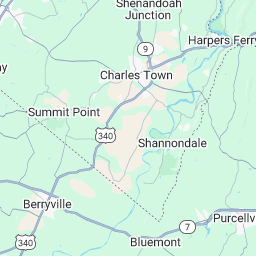 Shenandoah
Junction
9
Harpers Ferry
Charles Town
Summit Point
340
Shannondale
Berryville
7
Purcellv
340
Bluemont